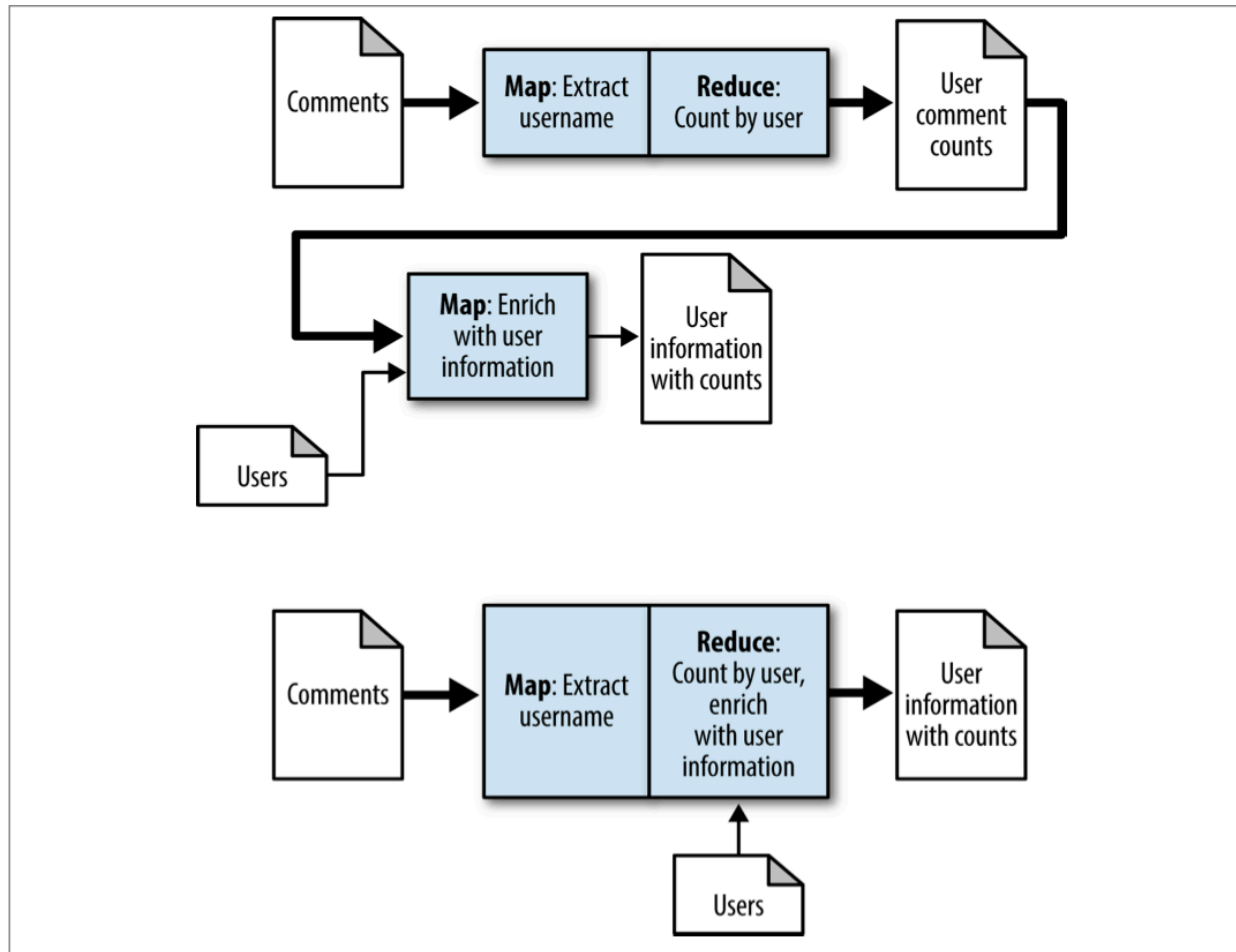 Comments
Map: Extract
username
Reduce:
Count by user
User
comment
counts
Map: Enrich
with user
information
User
information
with counts
Users
Comments
Map: Extract
username
Reduce:
Count by user,
enrich
with user
information
User
information
with counts
Users